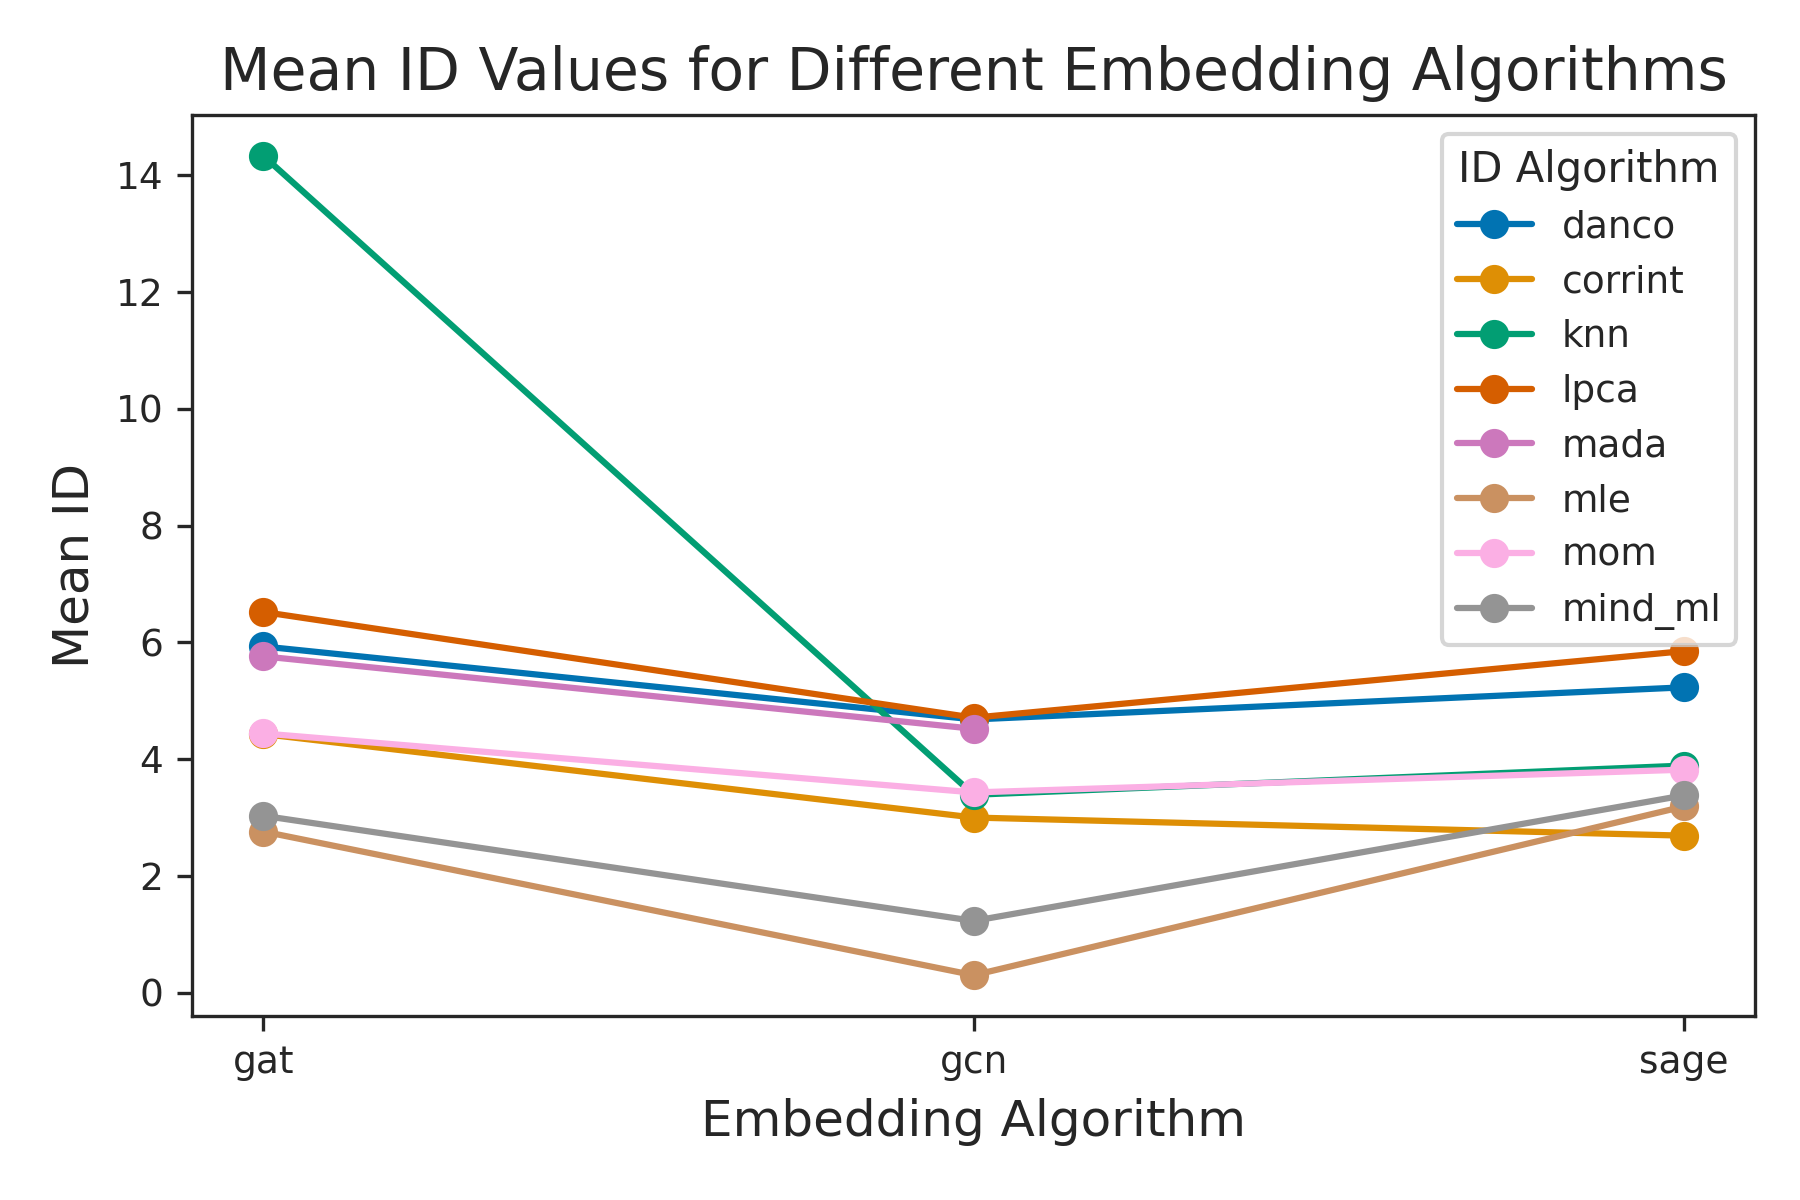 Mean ID Values for Different Embedding Algorithms
ID Algorithm
danco
corrint
knn
lpca
mada
mle
mom
mind_ml
Mean ID
14
12
10
8
6
4
2
0
gat gcn sage
Embedding Algorithm